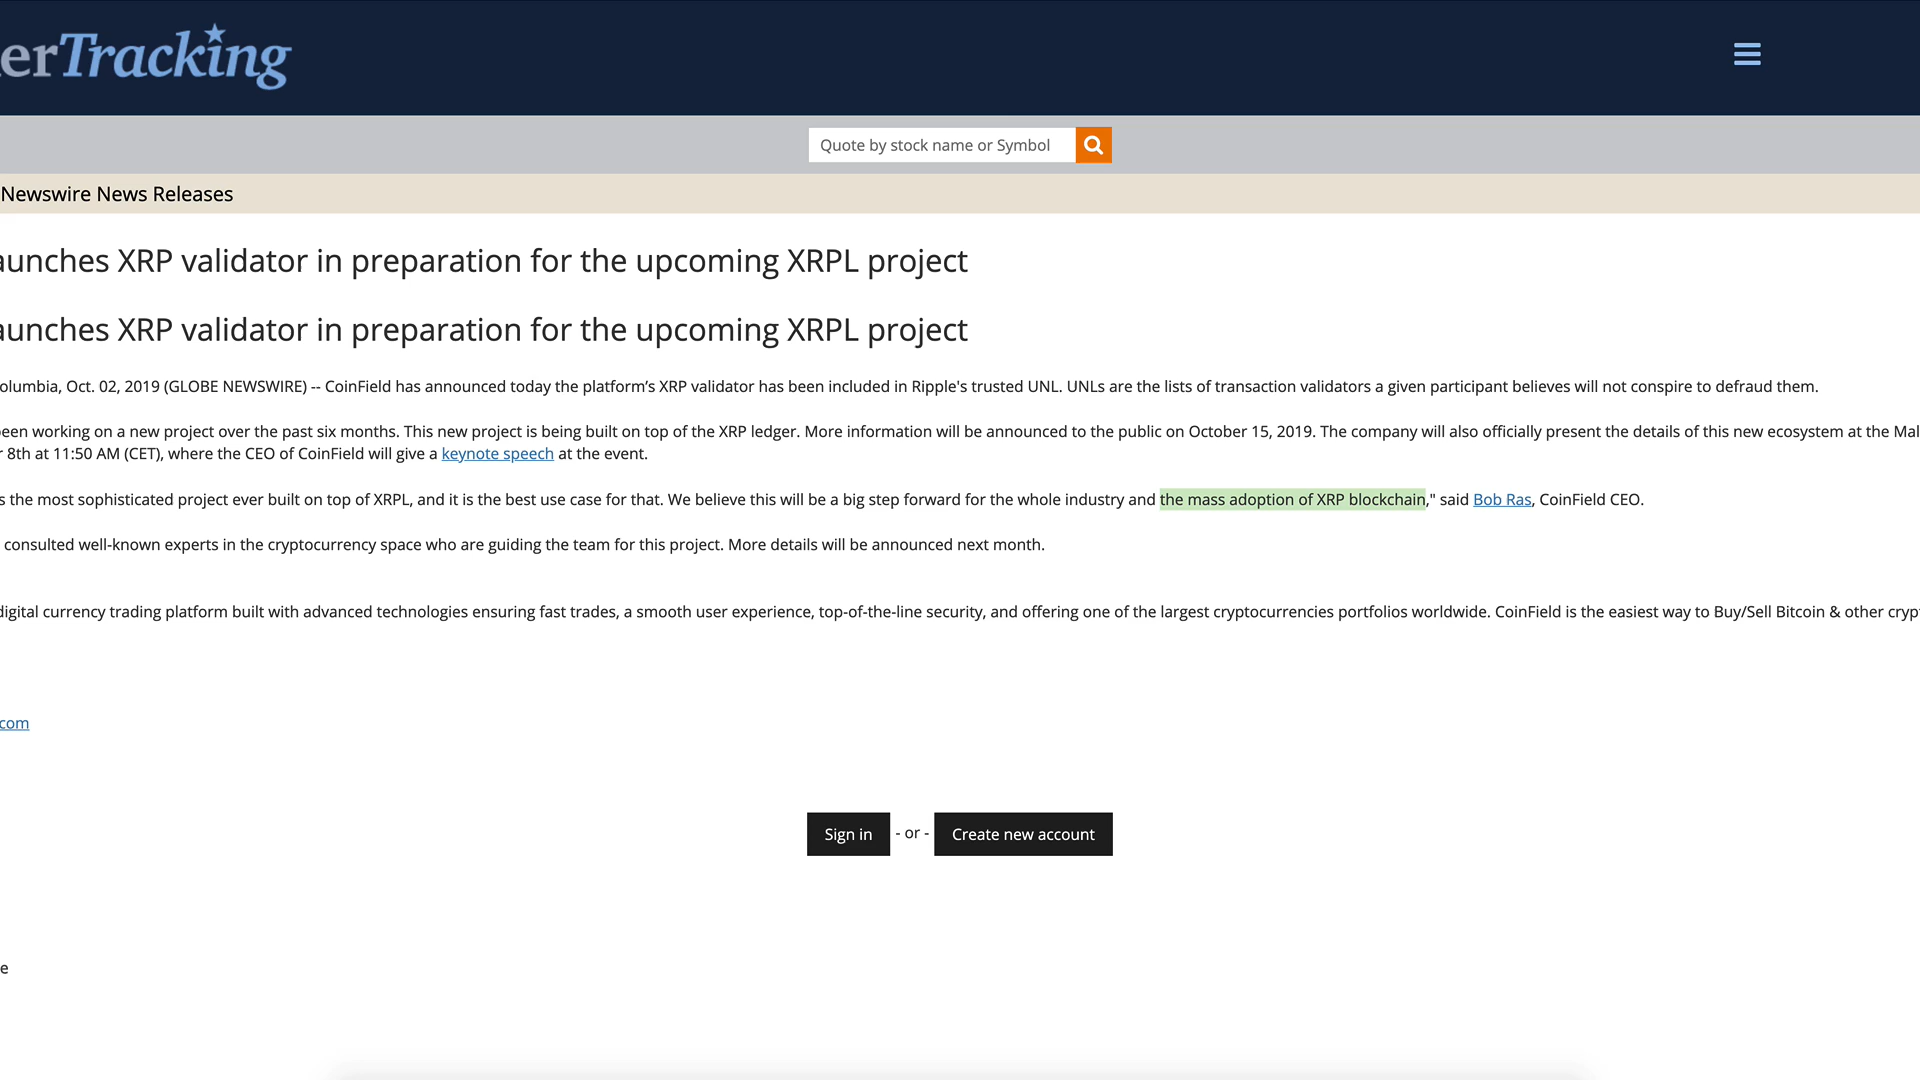 erTracking
Quote by stock name or Symbol
Newswire News Releases
aunches XRP validator in preparation for the upcoming XRPL project
aunches XRP validator in preparation for the upcoming XRPL project
olumbia, Oct. 02, 2019 (GLOBE NEWSWIRE) -- CoinField has announced today the platform’s XRP validator has been included in Ripple's trusted UNL. UNLs are the lists of transaction validators a given participant believes will not conspire to defraud them.
een working on a new project over the past six months. This new project is being built on top of the XRP ledger. More information will be announced to the public on October 15, 2019. The company will also officially present the details of this new ecosystem at the Mal
r 8th at 11:50 AM (CET), where the CEO of CoinField will give a keynote speech at the event.
s the most sophisticated project ever built on top of XRPL, and it is the best use case for that. We believe this will be a big step forward for the whole industry and the mass adoption of XRP blockchain," said Bob Ras, CoinField CEO.
consulted well-known experts in the cryptocurrency space who are guiding the team for this project. More details will be announced next month.
digital currency trading platform built with advanced technologies ensuring fast trades, a smooth user experience, top-of-the-line security, and offering one of the largest cryptocurrencies portfolios worldwide. CoinField is the easiest way to Buy/Sell Bitcoin & other cryp
.com
Sign in - or - Create new account
e